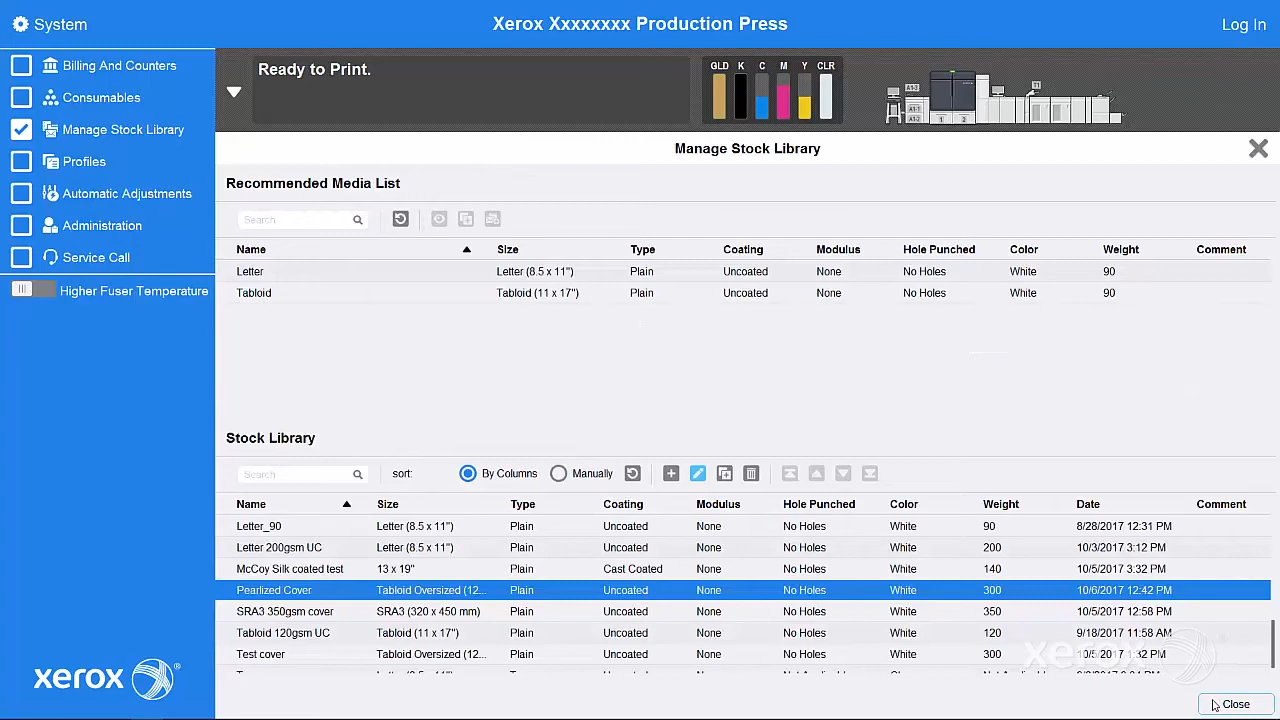 System
Xerox Xxxxxxxx Production Press
Log In
Billing And Counters
Consumables
Manage Stock Library
Profiles
Automatic Adjustments
Administration
Service Call
Higher Fuser Temperature
Ready to Print.
GLD K C M Y CLR
Manage Stock Library
Recommended Media List
Search
Name Size Type Coating Modulus Hole Punched Color Weight Comment
Letter Letter (8.5 x 11") Plain Uncoated None No Holes White 90
Tabloid Tabloid (11 x 17") Plain Uncoated None No Holes White 90
Stock Library
Search sort: By Columns Manually
Name Size Type Coating Modulus Hole Punched Color Weight Date Comment
Letter_90 Letter (8.5 x 11") Plain Uncoated None No Holes White 90 8/28/2017 12:31 PM
Letter 200gsm UC Letter (8.5 x 11") Plain Uncoated None No Holes White 200 10/3/2017 3:12 PM
McCoy Silk coated test 13 x 19" Plain Cast Coated None No Holes White 140 10/5/2017 3:32 PM
Pearlized Cover Tabloid Oversized (12... Plain Uncoated None No Holes White 300 10/6/2017 12:42 PM
SRA3 350gsm cover SRA3 (320 x 450 mm) Plain Uncoated None No Holes White 350 10/5/2017 12:58 PM
Tabloid 120gsm UC Tabloid (11 x 17") Plain Uncoated None No Holes White 120 9/18/2017 11:58 AM
Test cover Tabloid Oversized (12... Plain Uncoated None No Holes White 300 10/5/2017 1:32 PM
xerox
xerox
Close